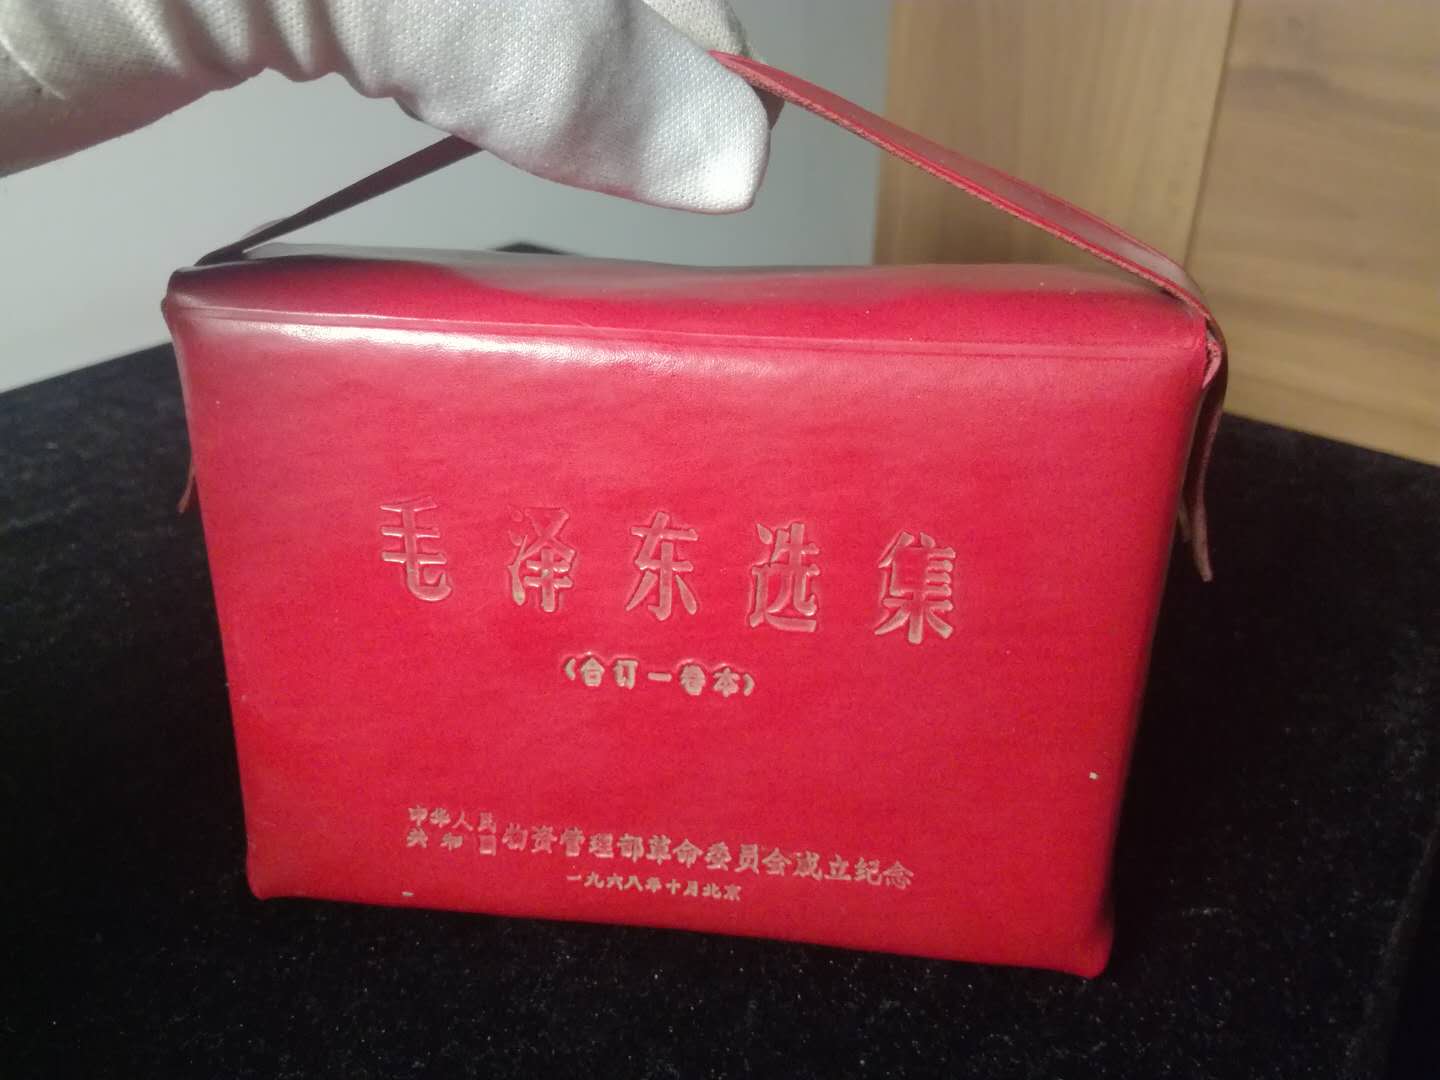 毛泽东选集
(合订一卷本)
中华人民共和国物资管理部革命委员会成立纪念
一九六八年十月北京